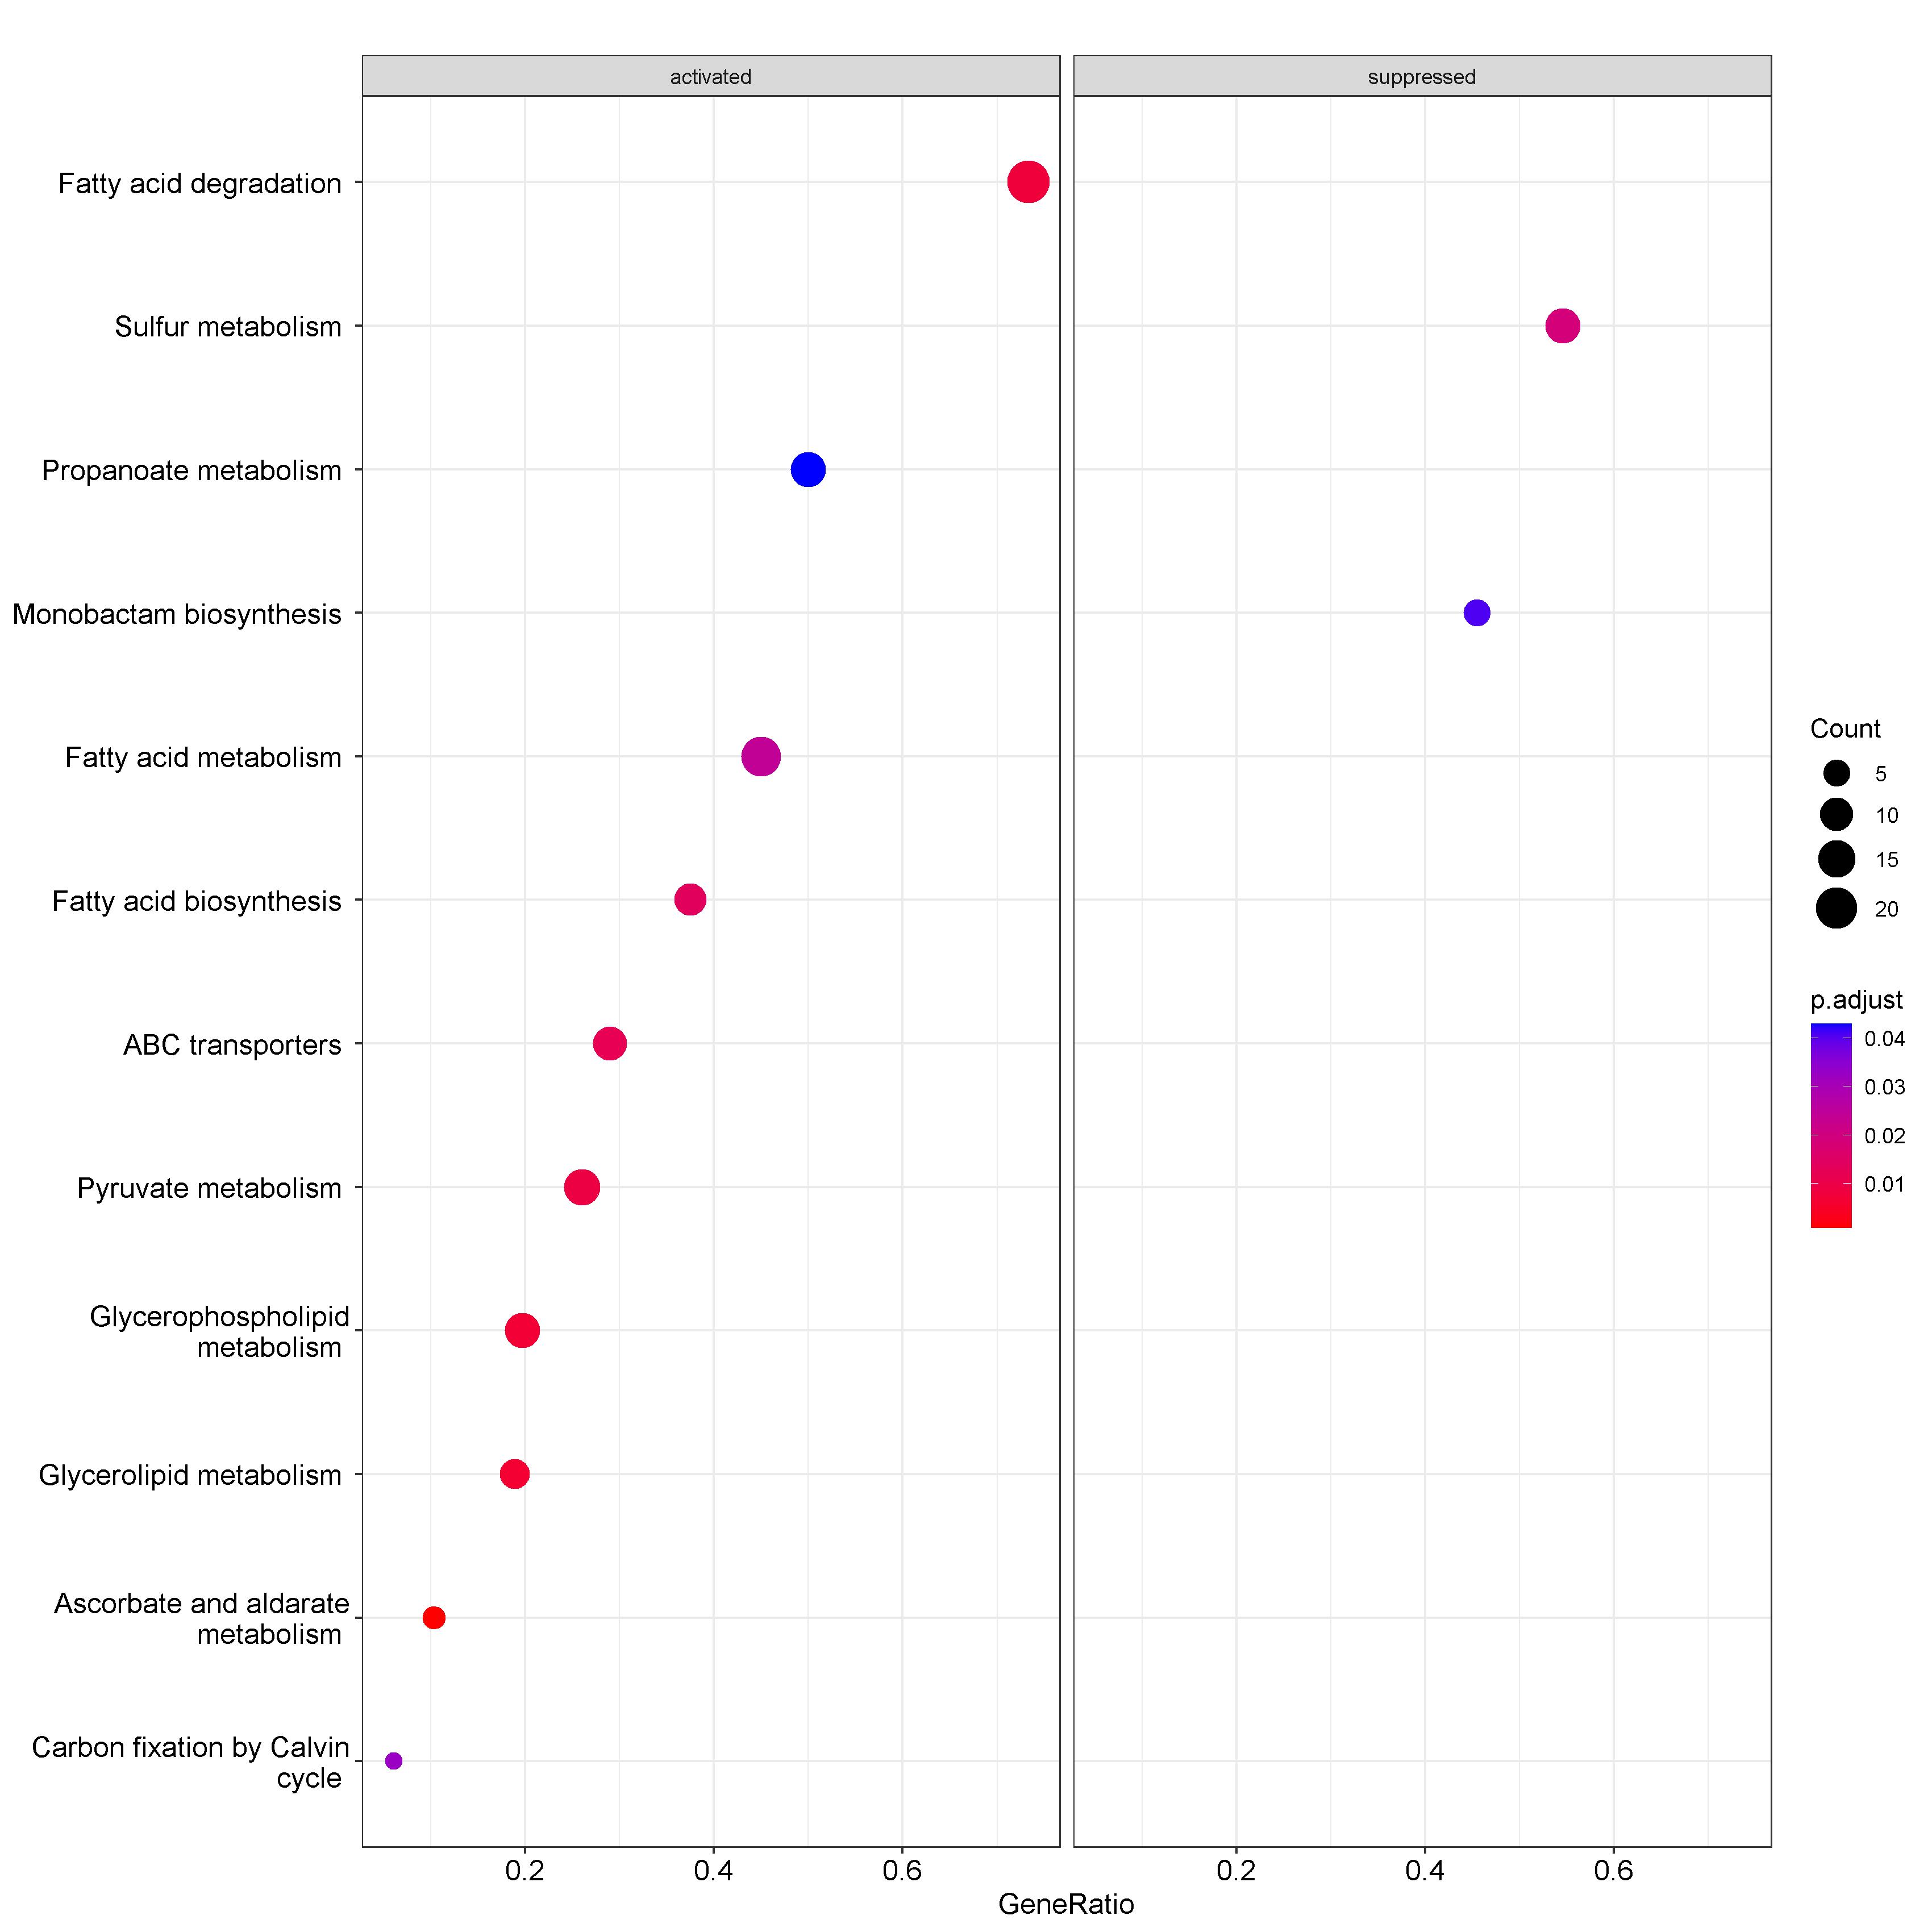 activated
suppressed
Fatty acid degradation
Sulfur metabolism
Propanoate metabolism
Monobactam biosynthesis
Fatty acid metabolism
Fatty acid biosynthesis
ABC transporters
Pyruvate metabolism
Glycerophospholipid
metabolism
Glycerolipid metabolism
Ascorbate and aldarate
metabolism
Carbon fixation by Calvin
cycle
0.2
0.4
0.6
0.2
0.4
0.6
GeneRatio
Count
5
10
15
20
p.adjust
0.04
0.03
0.02
0.01